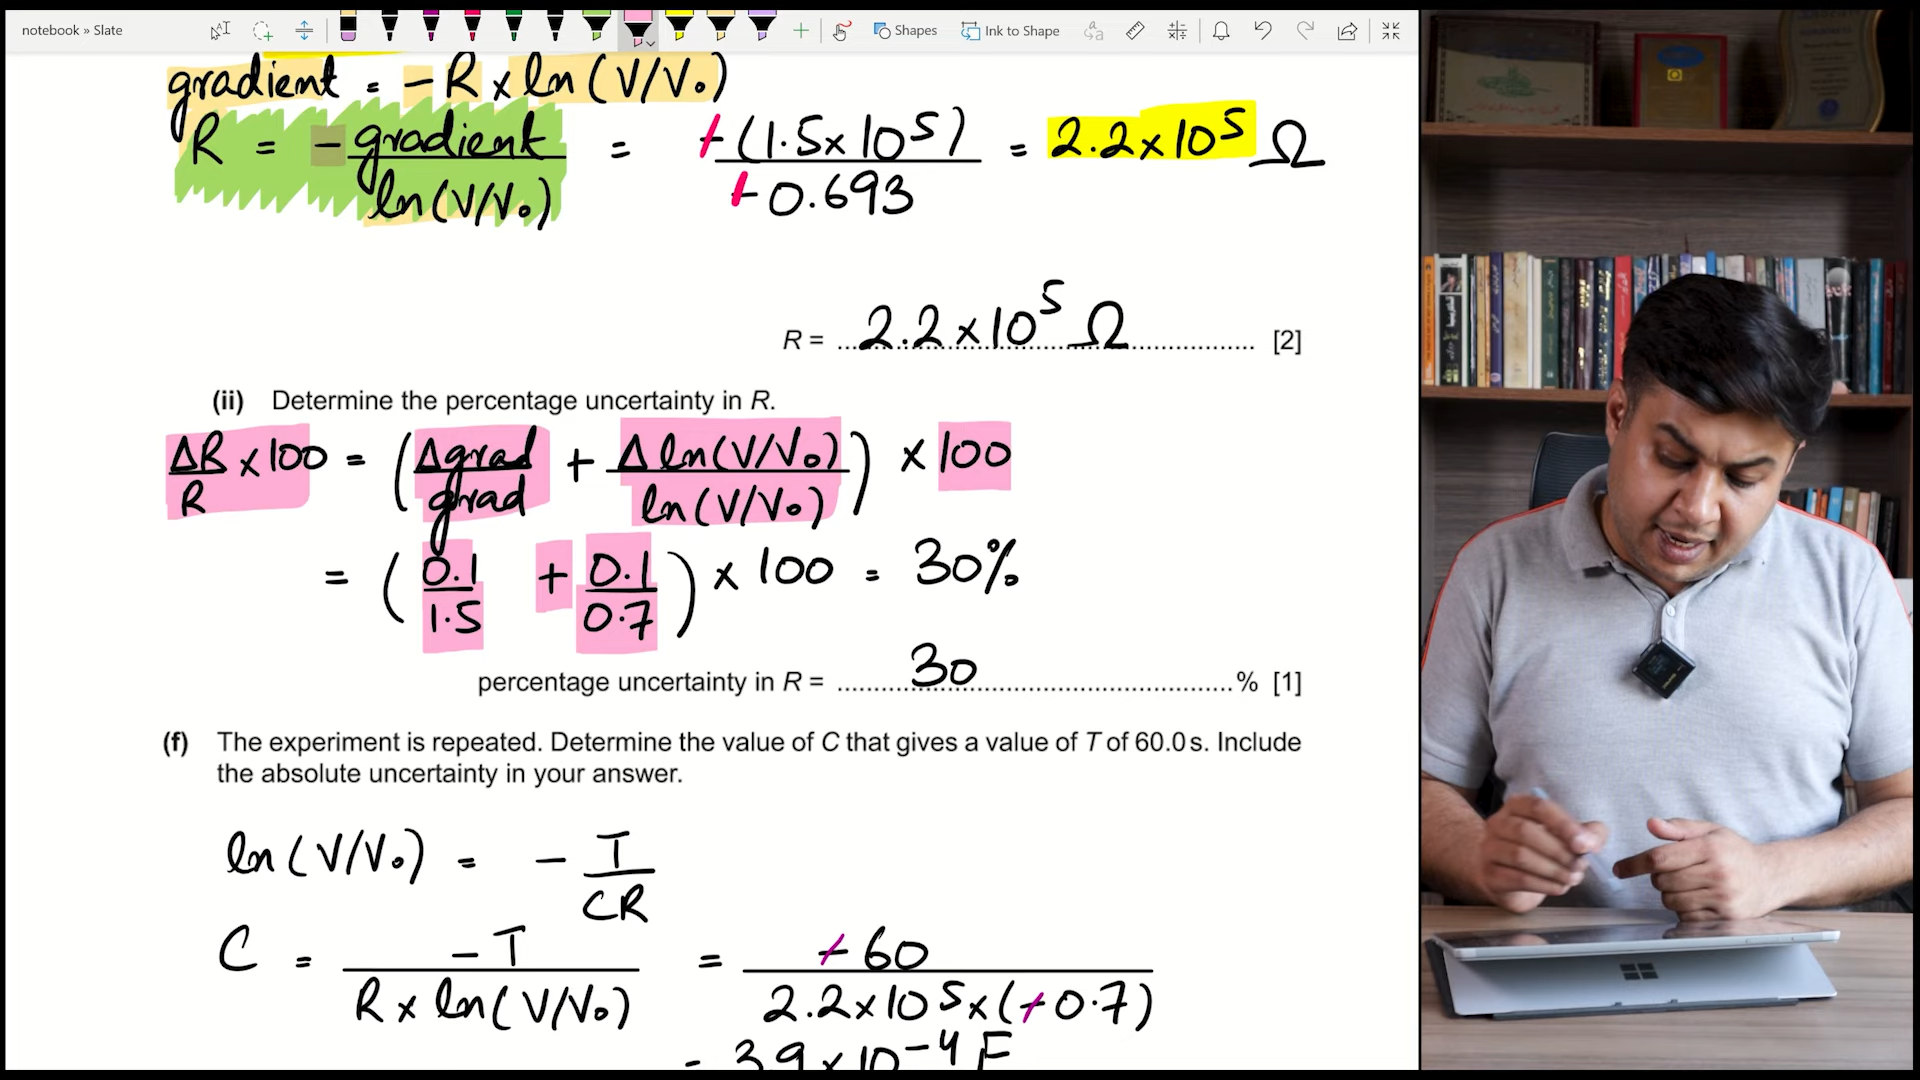 notebook » Slate
Shapes
Ink to Shape
gradient = - R x ln (V/V₀)
R = - gradient / ln (V/V₀) = - (1.5 x 10⁵) / - 0.693 = 2.2 x 10⁵ Ω
R = 2.2 x 10⁵ Ω [2]
(ii) Determine the percentage uncertainty in R.
ΔR / R x 100 = ( Δgrad / grad + Δ ln (V/V₀) / ln (V/V₀) ) x 100
= ( 0.1 / 1.5 + 0.1 / 0.7 ) x 100 = 30%
percentage uncertainty in R = 30 % [1]
(f) The experiment is repeated. Determine the value of C that gives a value of T of 60.0 s. Include
the absolute uncertainty in your answer.
ln (V/V₀) = - T / CR
C = - T / R x ln (V/V₀) = - 60 / 2.2 x 10⁵ x (-0.7)